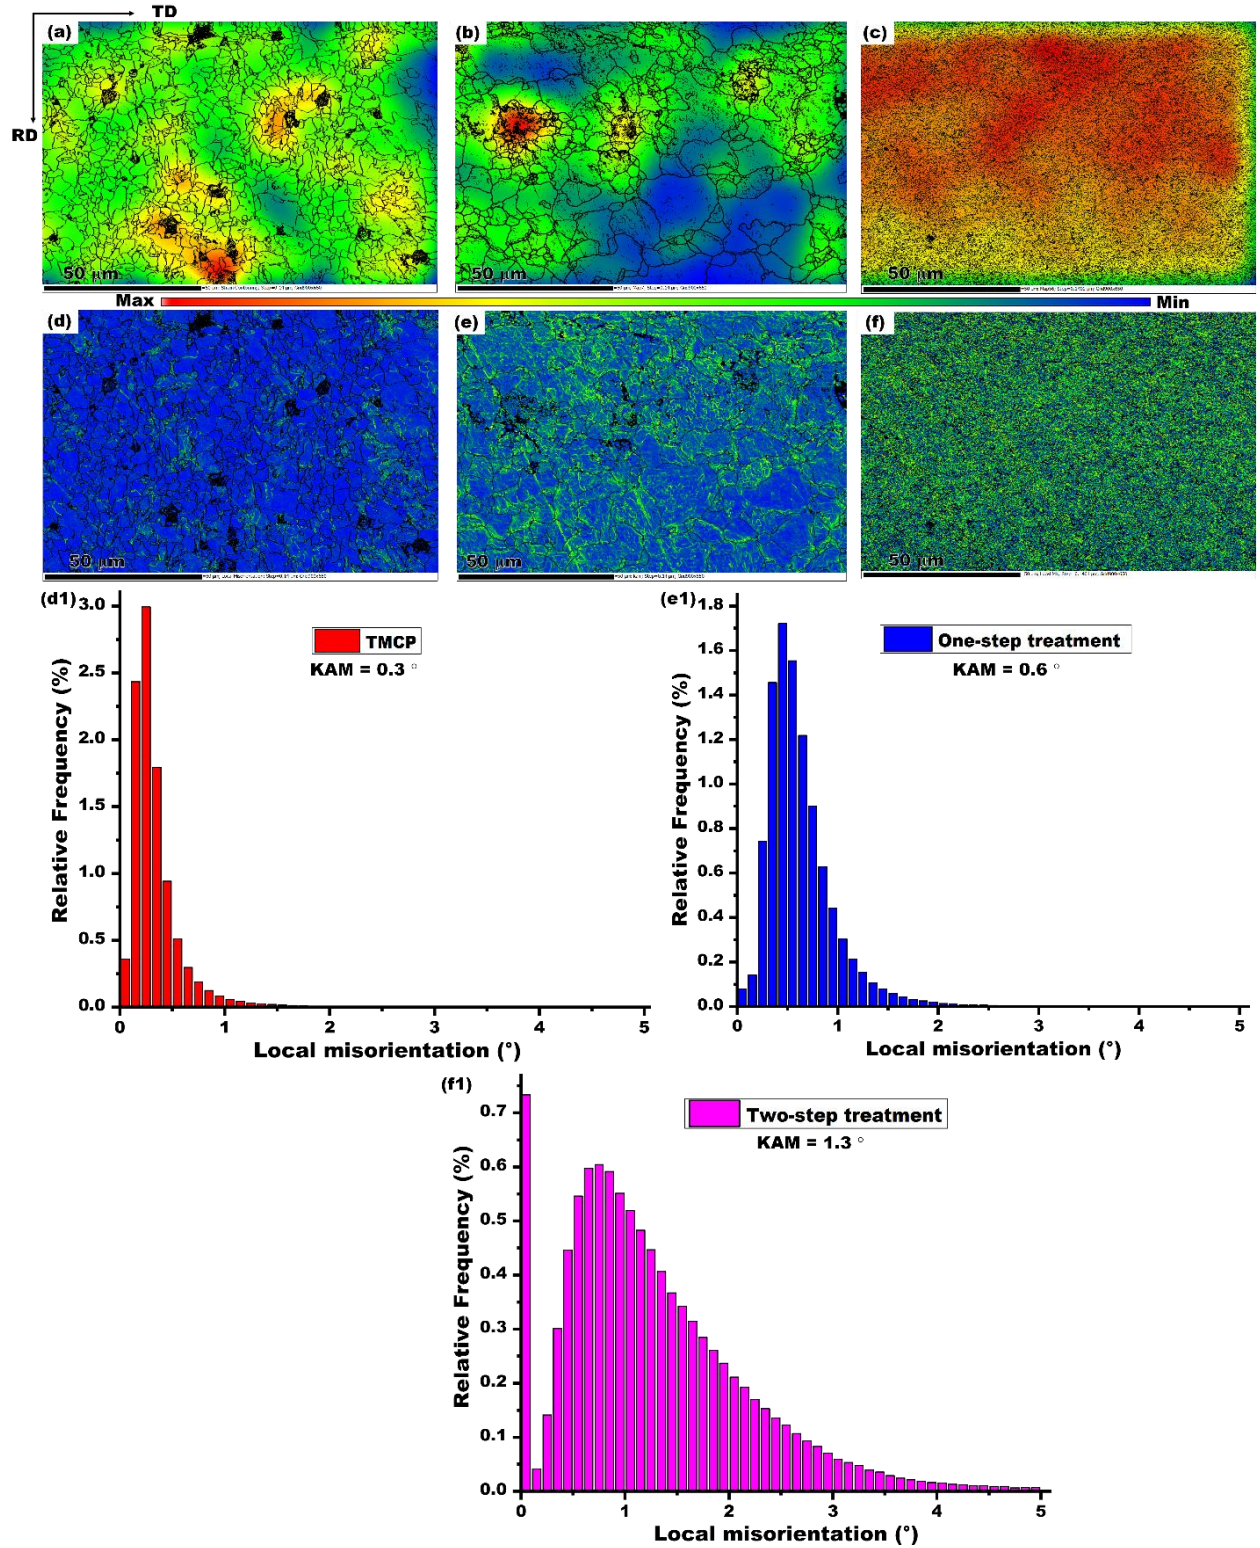 TD
RD
(a)
(b)
(c)
50 μm
50 μm
50 μm
Max
Min
(d)
(e)
(f)
50 μm
50 μm
50 μm
(d1)
TMCP
KAM = 0.3 °
Relative Frequency (%)
3.0
2.5
2.0
1.5
1.0
0.5
0.0
0 1 2 3 4 5
Local misorientation (°)
(e1)
One-step treatment
KAM = 0.6 °
Relative Frequency (%)
1.8
1.6
1.4
1.2
1.0
0.8
0.6
0.4
0.2
0.0
0 1 2 3 4 5
Local misorientation (°)
(f1)
Two-step treatment
KAM = 1.3 °
Relative Frequency (%)
0.7
0.6
0.5
0.4
0.3
0.2
0.1
0.0
0 1 2 3 4 5
Local misorientation (°)